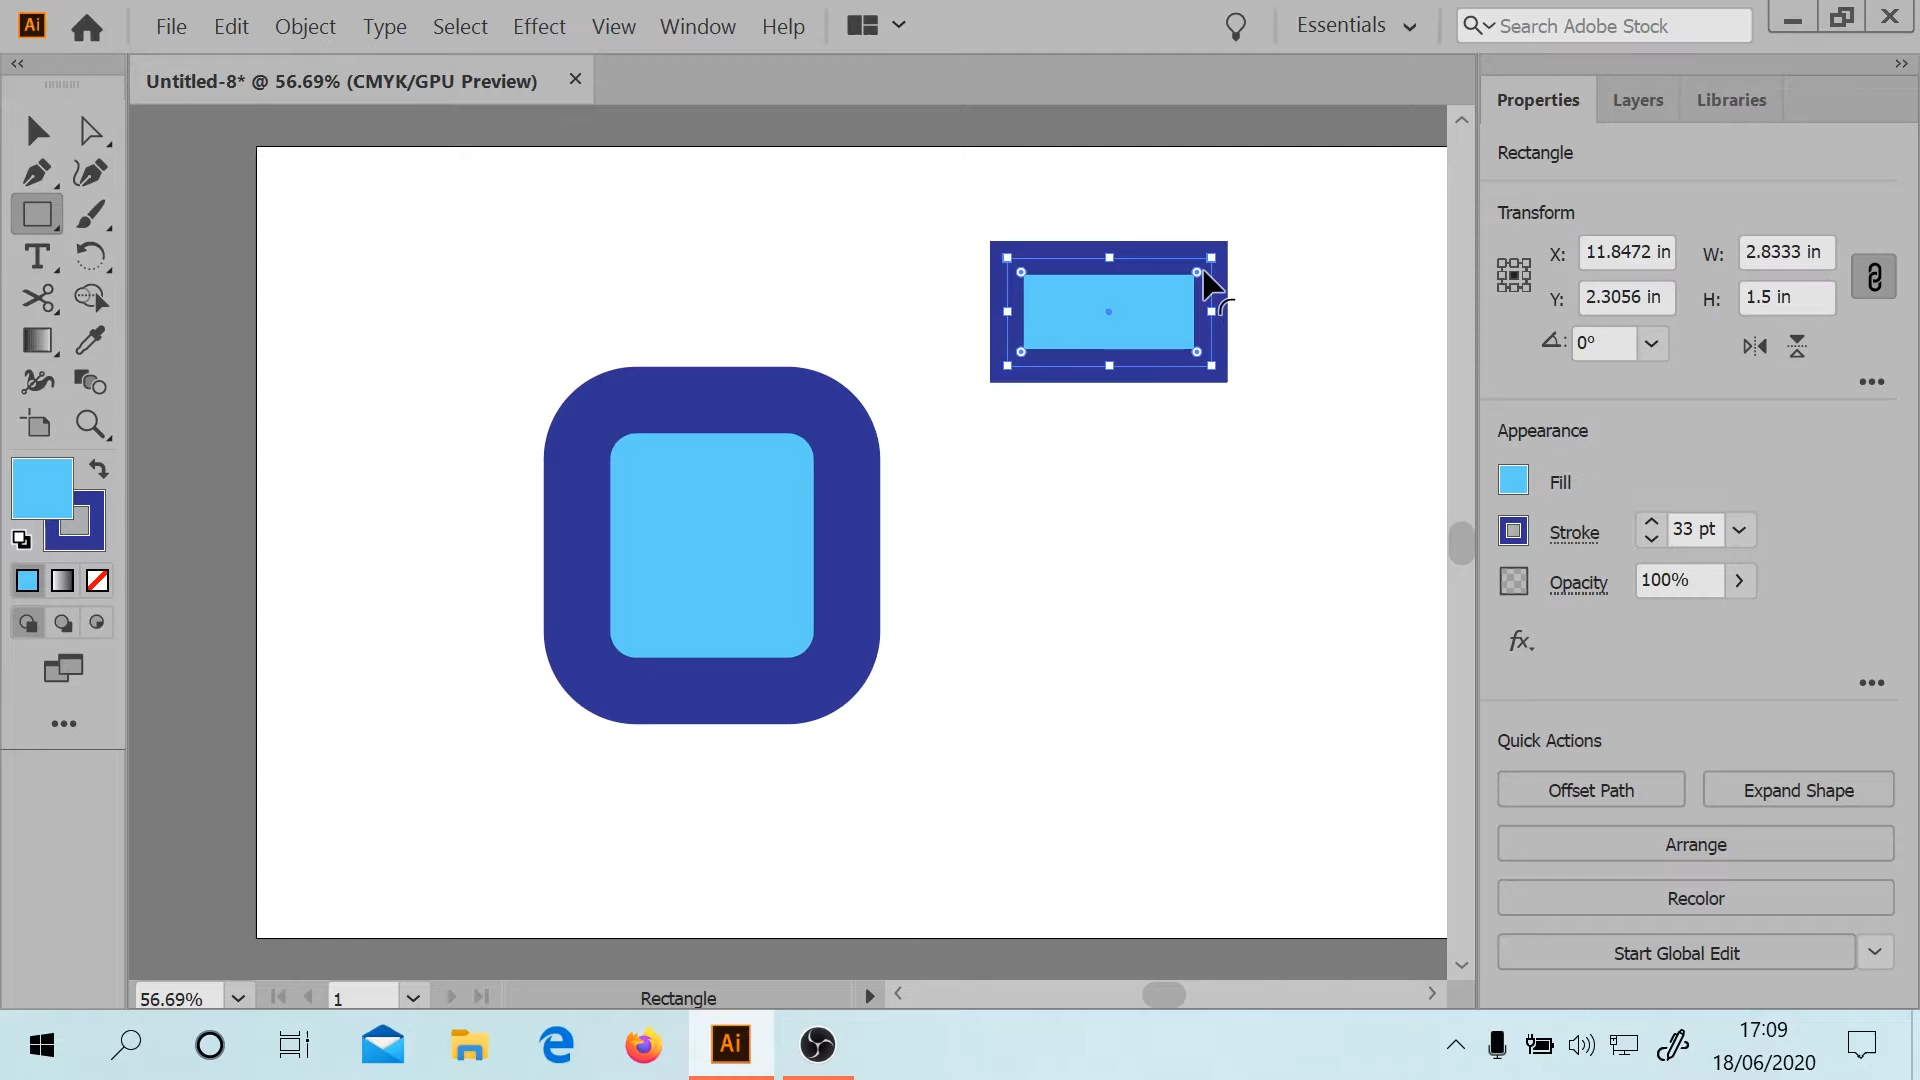 Ai File Edit Object Type Select Effect View Window Help Essentials Search Adobe Stock
Untitled-8* @ 56.69% (CMYK/GPU Preview)
Properties Layers Libraries
Rectangle
Transform
X: 11.8472 in W: 2.8333 in
Y: 2.3056 in H: 1.5 in
0°
Appearance
Fill
Stroke 33 pt
Opacity 100%
fx
Quick Actions
Offset Path Expand Shape
Arrange
Recolor
Start Global Edit
T
56.69% 1 Rectangle
Ai
17:09
18/06/2020